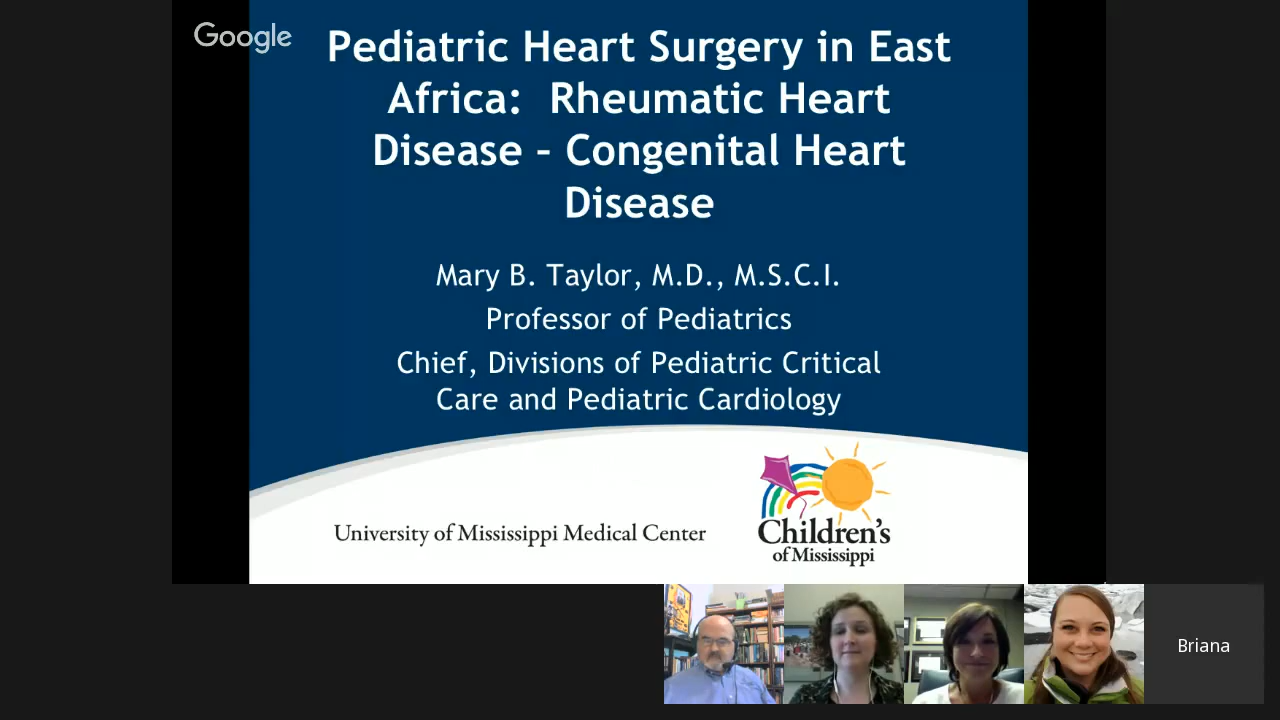 Google
Pediatric Heart Surgery in East
Africa: Rheumatic Heart
Disease – Congenital Heart
Disease
Mary B. Taylor, M.D., M.S.C.I.
Professor of Pediatrics
Chief, Divisions of Pediatric Critical
Care and Pediatric Cardiology
University of Mississippi Medical Center
Children's
of Mississippi
Briana